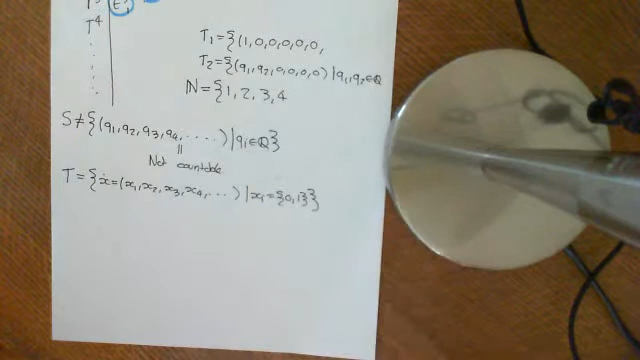 T⁴
T₁ = {(1,0,0,0,0,0,
T₂ = {(q₁,q₂,0,0,0,0) | q₁,q₂ ∈ Q
N = {1,2,3,4
S ≠ {(q₁,q₂,q₃,q₄,.....) | qᵢ ∈ Q}
Not countable
T = {x = (x₁,x₂,x₃,x₄,...) | xᵢ = {0,1}}